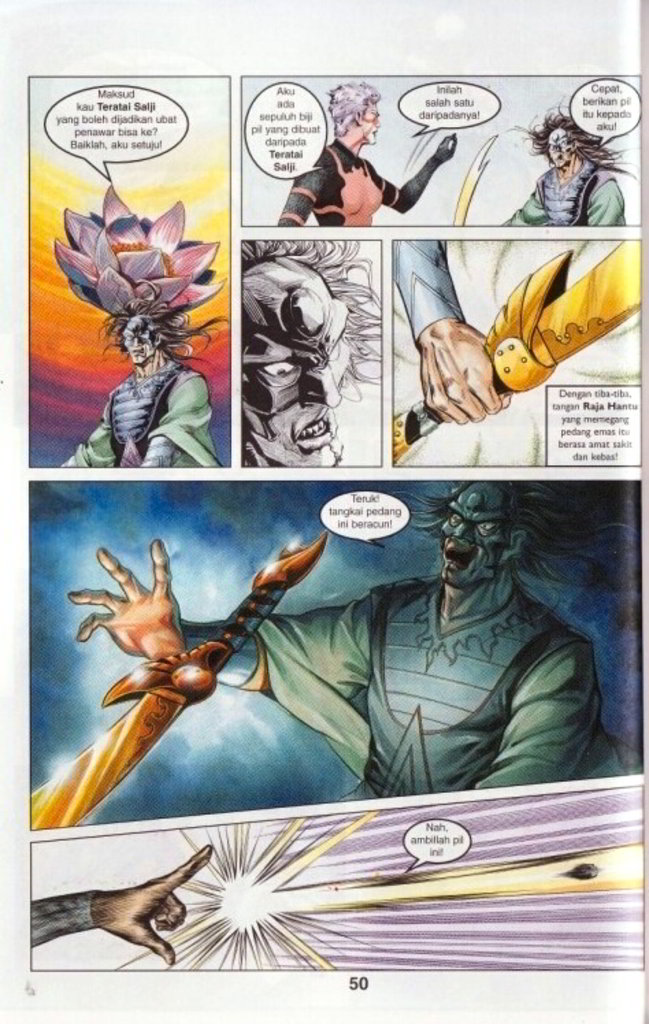 Maksud
kau Teratai Salji
yang boleh dijadikan ubat
penawar bisa ke?
Baiklah, aku setuju!
Aku
ada
sepuluh biji
pil yang dibuat
daripada
Teratai
Salji.
Inilah
salah satu
daripadanya!
Cepat,
berikan pil
itu kepada
aku!
Dengan tiba-tiba,
tangan Raja Hantu
yang memegang
pedang emas itu
berasa amat sakit
dan kebas!
Teruk!
tangkai pedang
ini beracun!
Nah,
ambillah pil
ini!
50